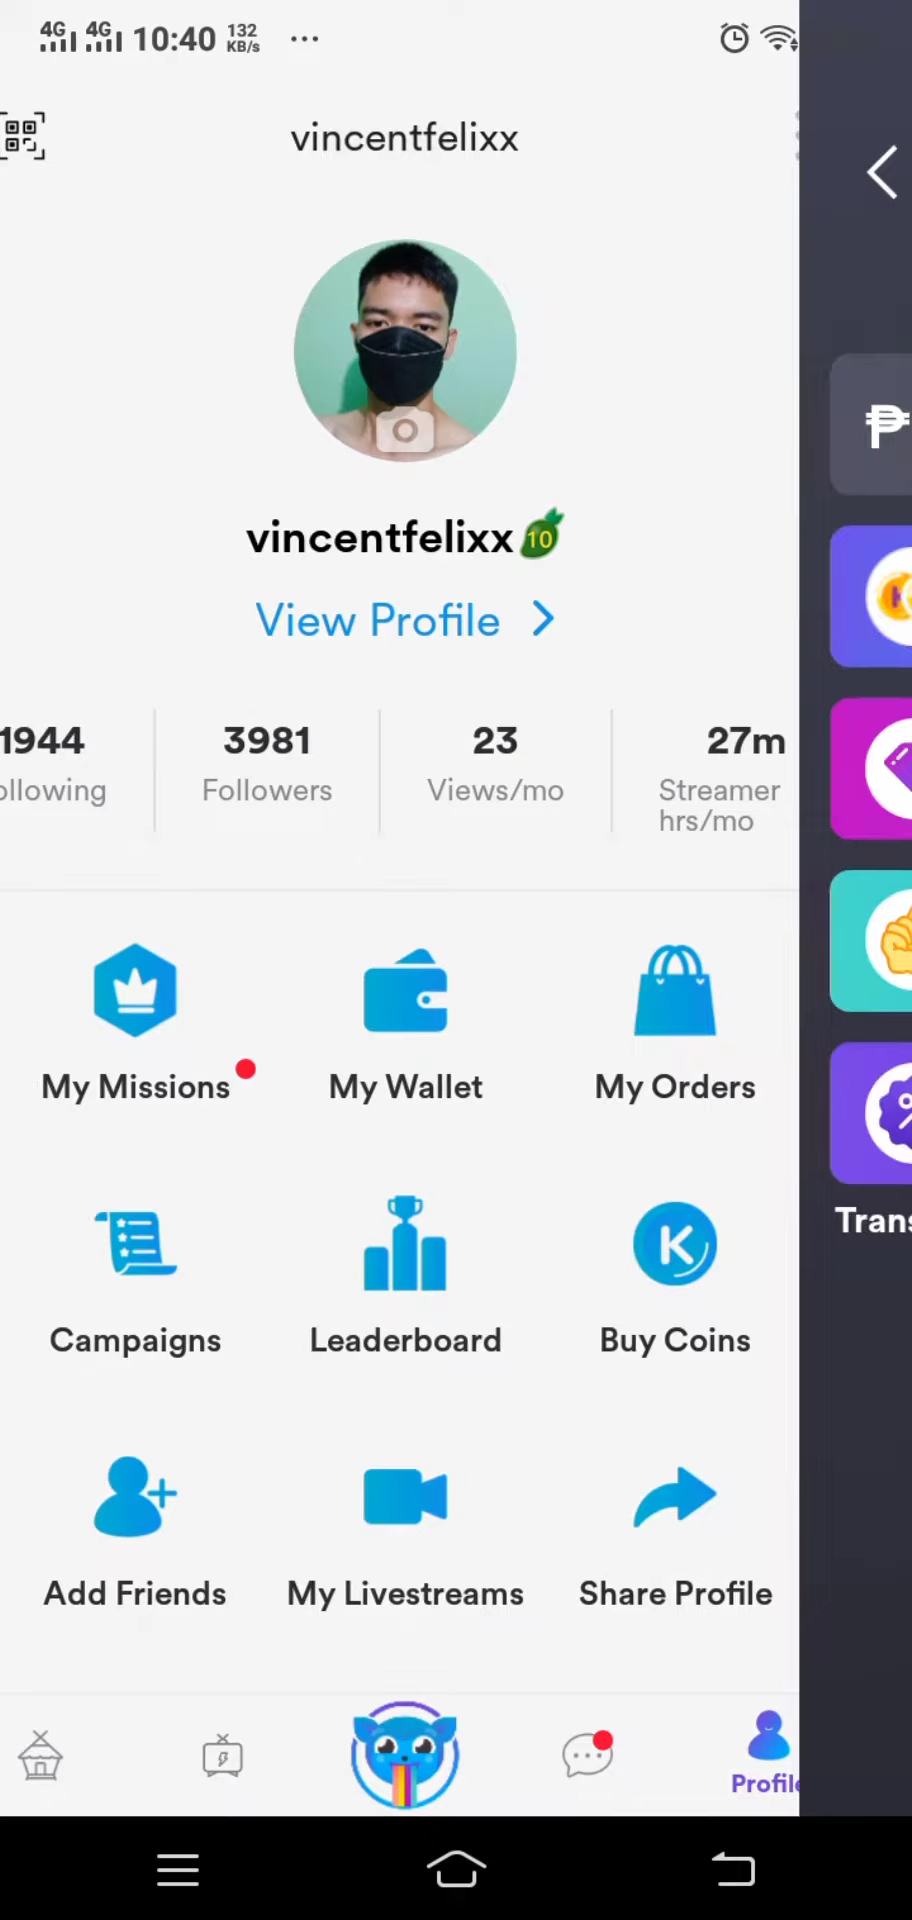 4G 4G 10:40 132 KB/s ...
vincentfelixx
₱
vincentfelixx 10
View Profile >
1944 3981 23 27m
ollowing Followers Views/mo Streamer hrs/mo
My Missions My Wallet My Orders
K
Campaigns Leaderboard Buy Coins
Trans
Add Friends My Livestreams Share Profile
Profile